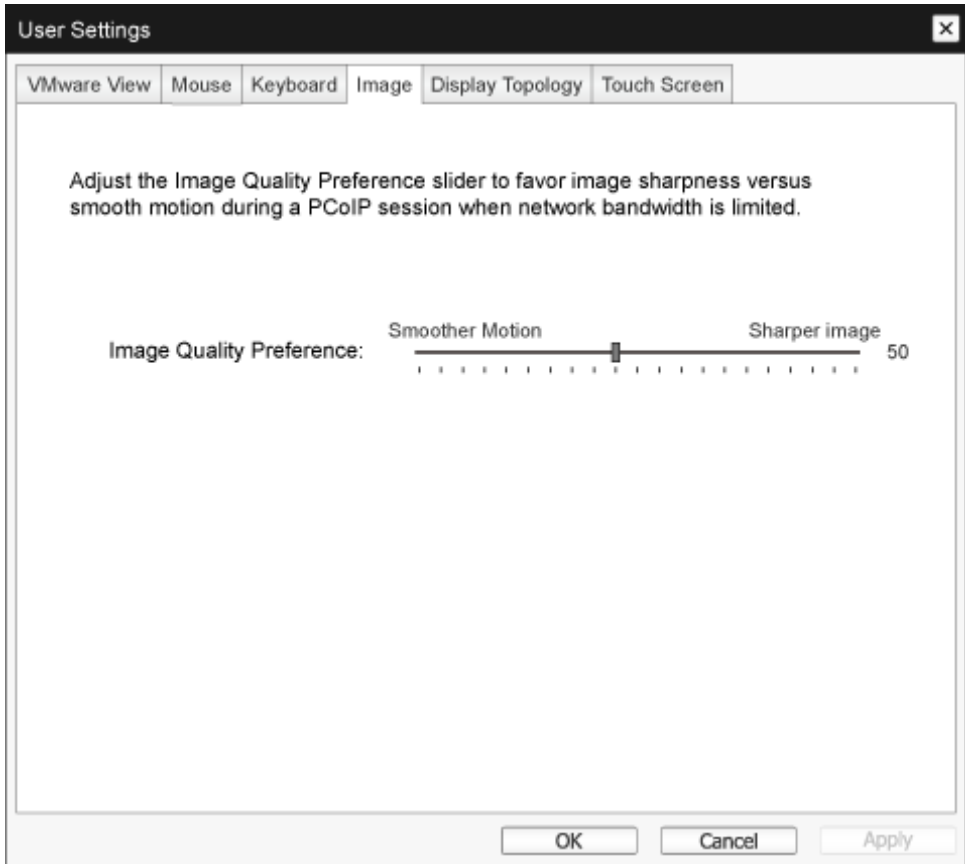 User Settings
VMware View Mouse Keyboard Image Display Topology Touch Screen
Adjust the Image Quality Preference slider to favor image sharpness versus
smooth motion during a PCoIP session when network bandwidth is limited.
Smoother Motion Sharper image
Image Quality Preference: 50
OK Cancel Apply